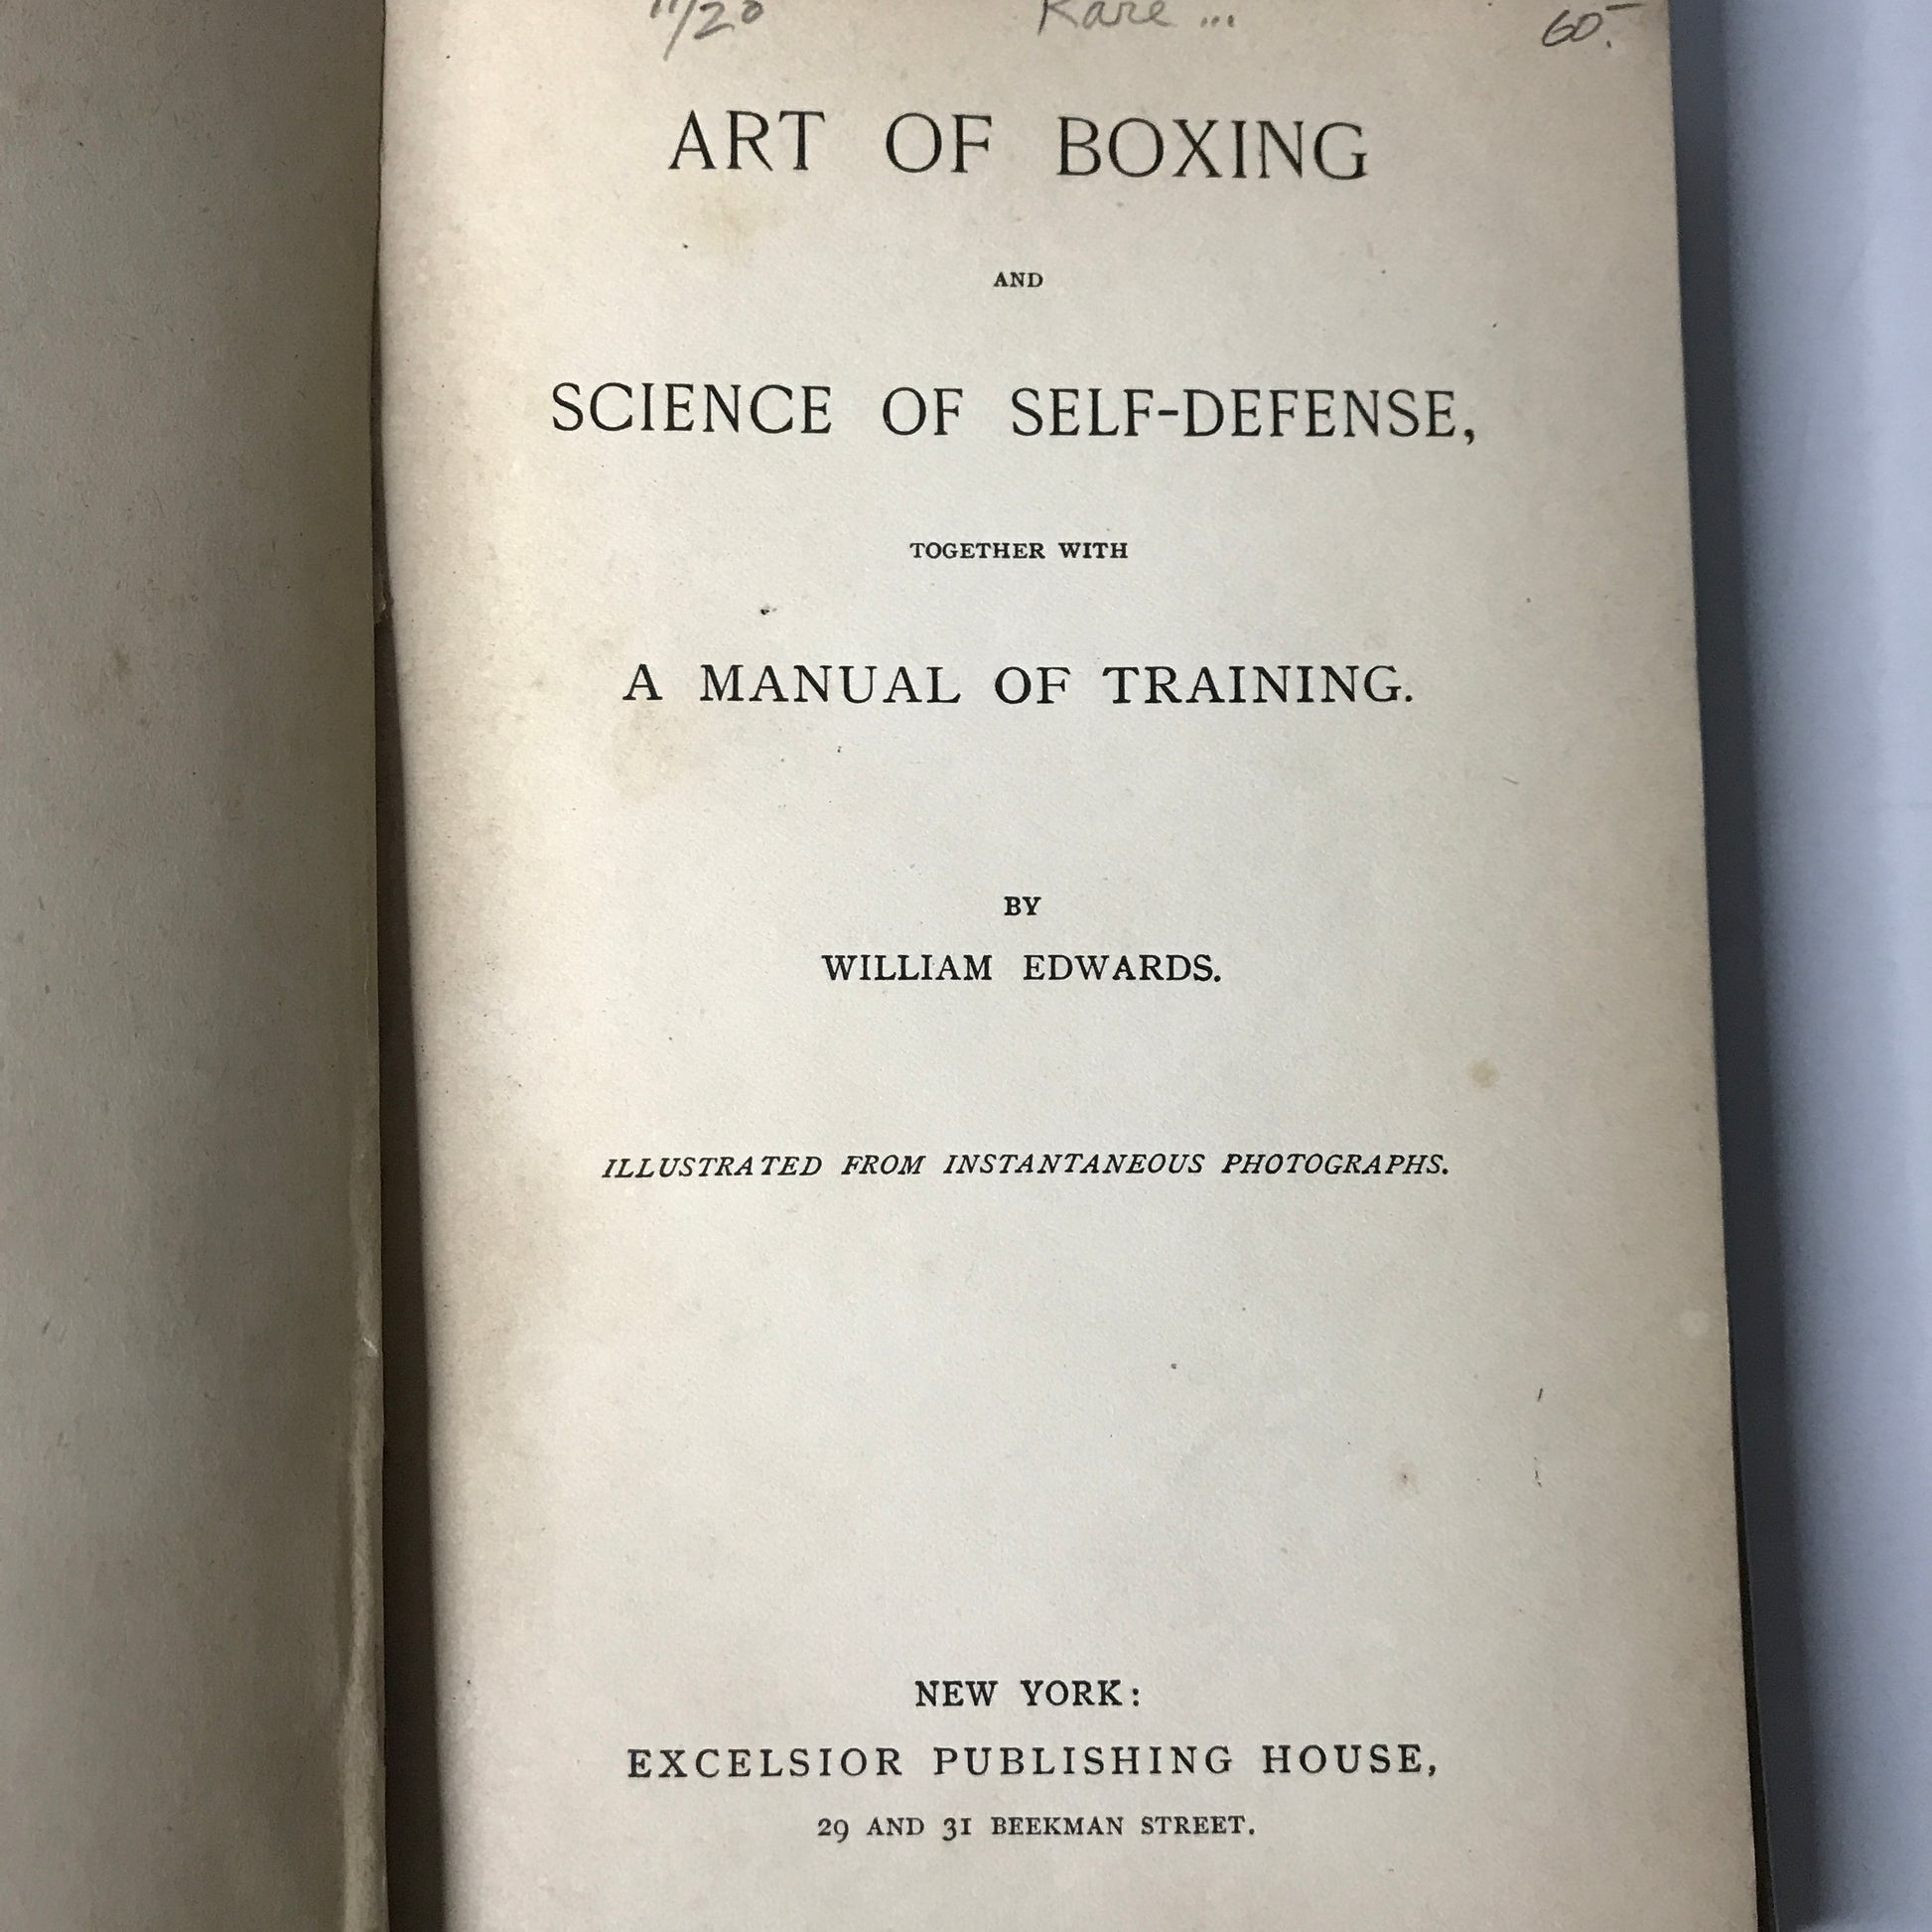 11/20 Rare ... 60.-
ART OF BOXING
AND
SCIENCE OF SELF-DEFENSE,
TOGETHER WITH
A MANUAL OF TRAINING.
BY
WILLIAM EDWARDS.
ILLUSTRATED FROM INSTANTANEOUS PHOTOGRAPHS.
NEW YORK:
EXCELSIOR PUBLISHING HOUSE,
29 AND 31 BEEKMAN STREET.